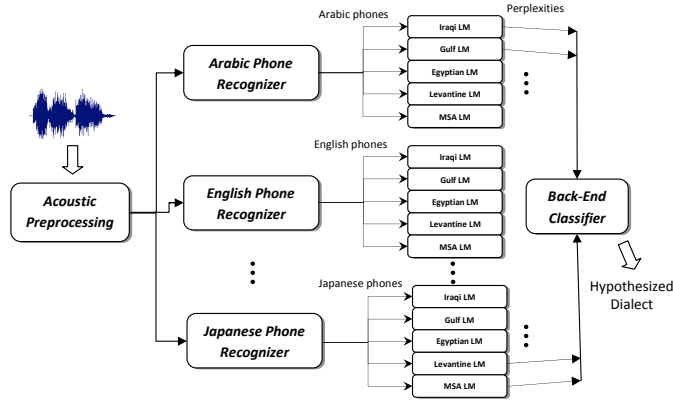 Arabic phones
Perplexities
Iraqi LM
Gulf LM
Egyptian LM
Levantine LM
MSA LM
Arabic Phone
Recognizer
English phones
Iraqi LM
Gulf LM
Egyptian LM
Levantine LM
MSA LM
Acoustic
Preprocessing
English Phone
Recognizer
Back-End
Classifier
Japanese phones
Iraqi LM
Gulf LM
Egyptian LM
Levantine LM
MSA LM
Hypothesized
Dialect
Japanese Phone
Recognizer